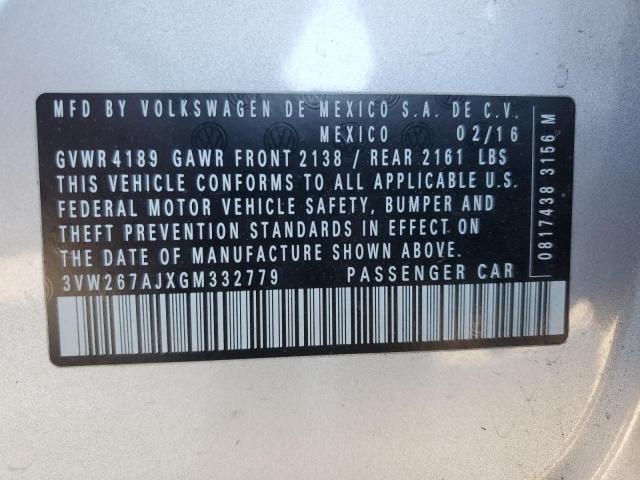 MFD BY VOLKSWAGEN DE MEXICO S.A. DE C.V.
MEXICO 02/16
GVWR 4189 GAWR FRONT 2138 / REAR 2161 LBS
THIS VEHICLE CONFORMS TO ALL APPLICABLE U.S.
FEDERAL MOTOR VEHICLE SAFETY, BUMPER AND
THEFT PREVENTION STANDARDS IN EFFECT ON
THE DATE OF MANUFACTURE SHOWN ABOVE.
3VW267AJXGM332779 PASSENGER CAR
0817438 3156 M